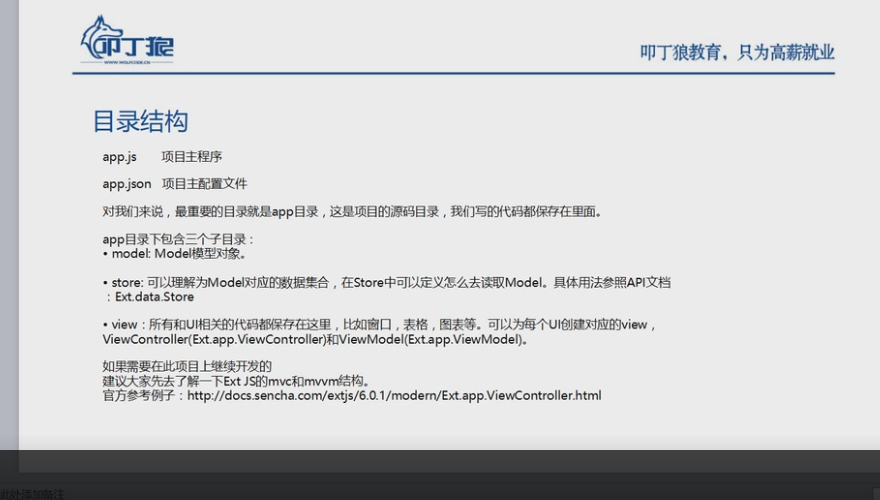 叩丁狼
WWW.WOLFCODE.CN
叩丁狼教育，只为高薪就业
目录结构
app.js 项目主程序
app.json 项目主配置文件
对我们来说，最重要的目录就是app目录，这是项目的源码目录，我们写的代码都保存在里面。
app目录下包含三个子目录：
• model: Model模型对象。
• store: 可以理解为Model对应的数据集合，在Store中可以定义怎么去读取Model。具体用法参照API文档
：Ext.data.Store
• view：所有和UI相关的代码都保存在这里，比如窗口，表格，图表等。可以为每个UI创建对应的view，
ViewController(Ext.app.ViewController)和ViewModel(Ext.app.ViewModel)。
如果需要在此项目上继续开发的
建议大家先去了解一下Ext JS的mvc和mvvm结构。
官方参考例子：http://docs.sencha.com/extjs/6.0.1/modern/Ext.app.ViewController.html
此处添加备注